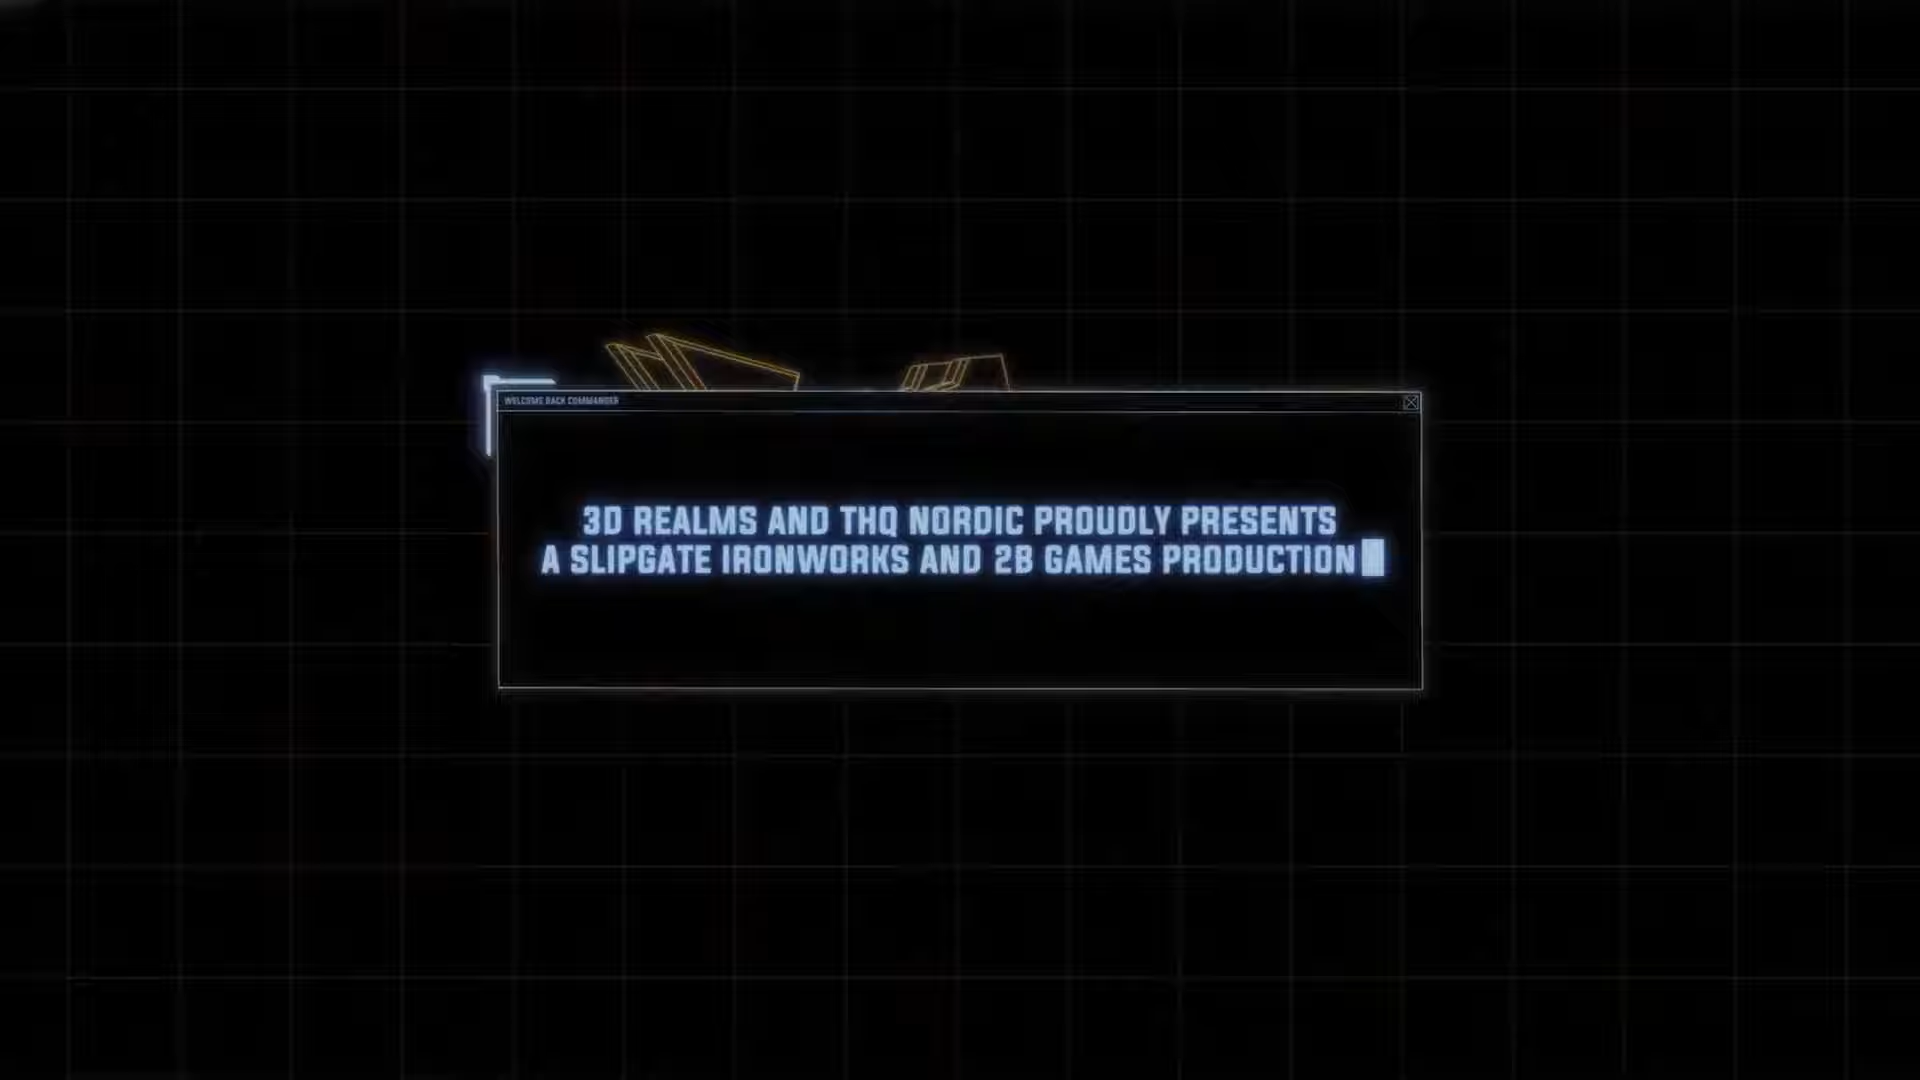 WELCOME BACK COMMANDER
3D REALMS AND THQ NORDIC PROUDLY PRESENTS
A SLIPGATE IRONWORKS AND 2B GAMES PRODUCTION